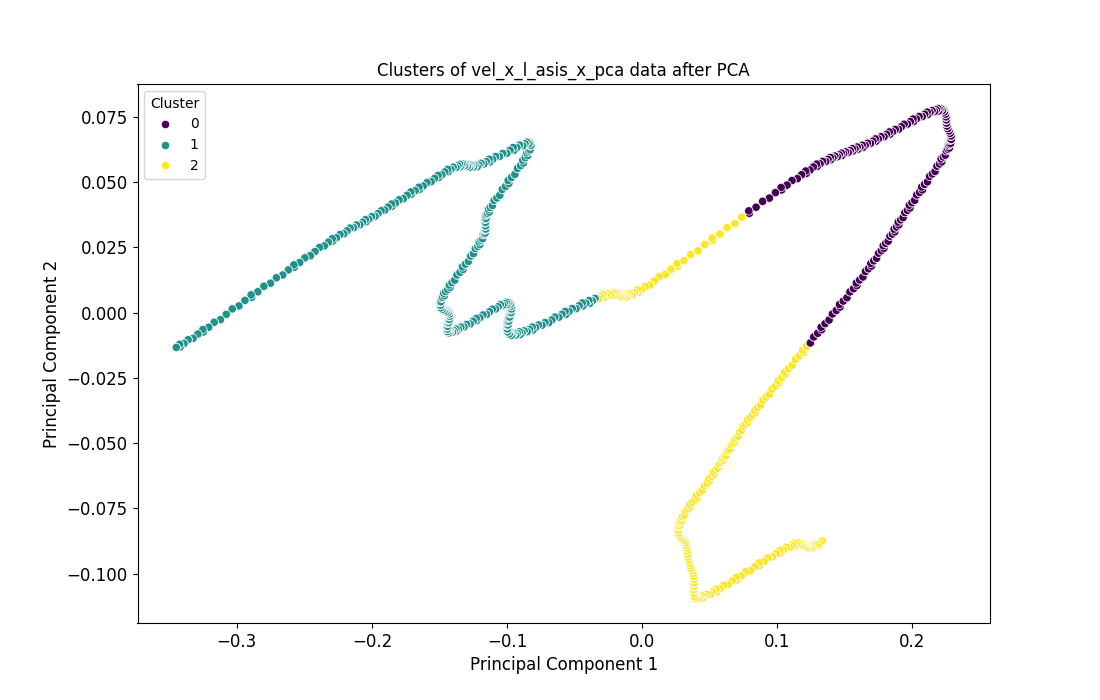 Clusters of vel_x_l_asis_x_pca data after PCA
Cluster
0
1
2
0.075
0.050
0.025
0.000
−0.025
−0.050
−0.075
−0.100
Principal Component 2
−0.3 −0.2 −0.1 0.0 0.1 0.2
Principal Component 1